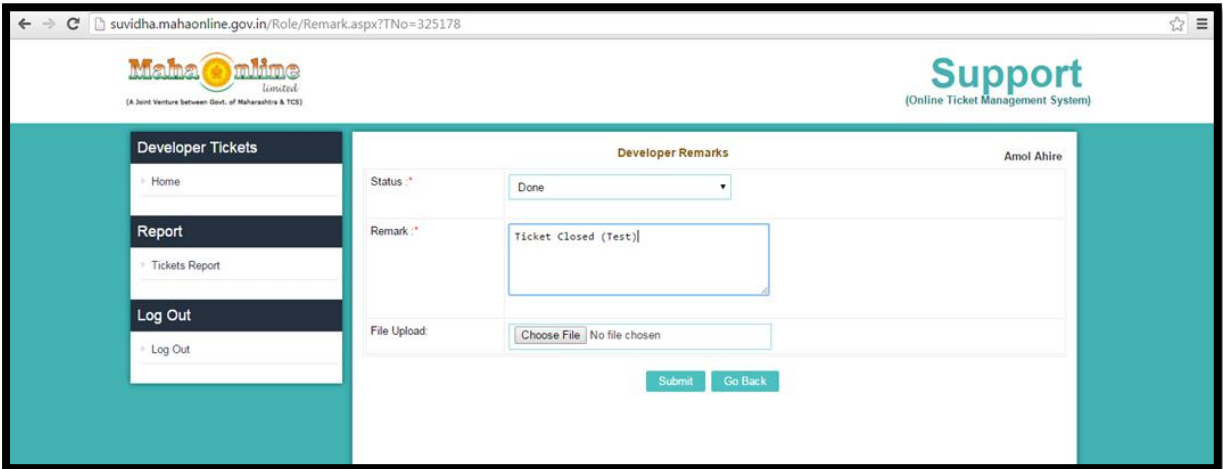 suvidha.mahaonline.gov.in/Role/Remark.aspx?TNo=325178
Maha Online
limited
(A Joint Venture between Govt. of Maharashtra & TCS)
Support
(Online Ticket Management System)
Developer Tickets
Home
Report
Tickets Report
Log Out
Log Out
Developer Remarks
Amol Ahire
Status :*
Done
Remark :*
Ticket Closed (Test)
File Upload:
Choose File No file chosen
Submit Go Back